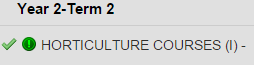 Year 2-Term 2
HORTICULTURE COURSES (I) -